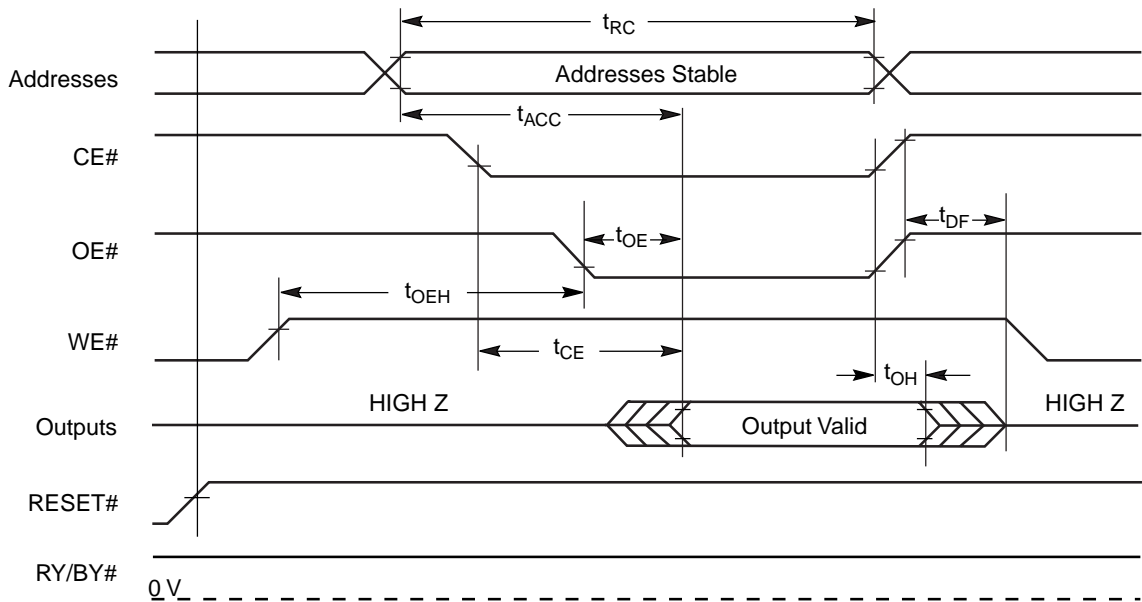 tRC
Addresses
Addresses Stable
tACC
CE#
tDF
tOE
OE#
tOEH
WE#
tCE
tOH
HIGH Z
HIGH Z
Outputs
Output Valid
RESET#
RY/BY#
0 V